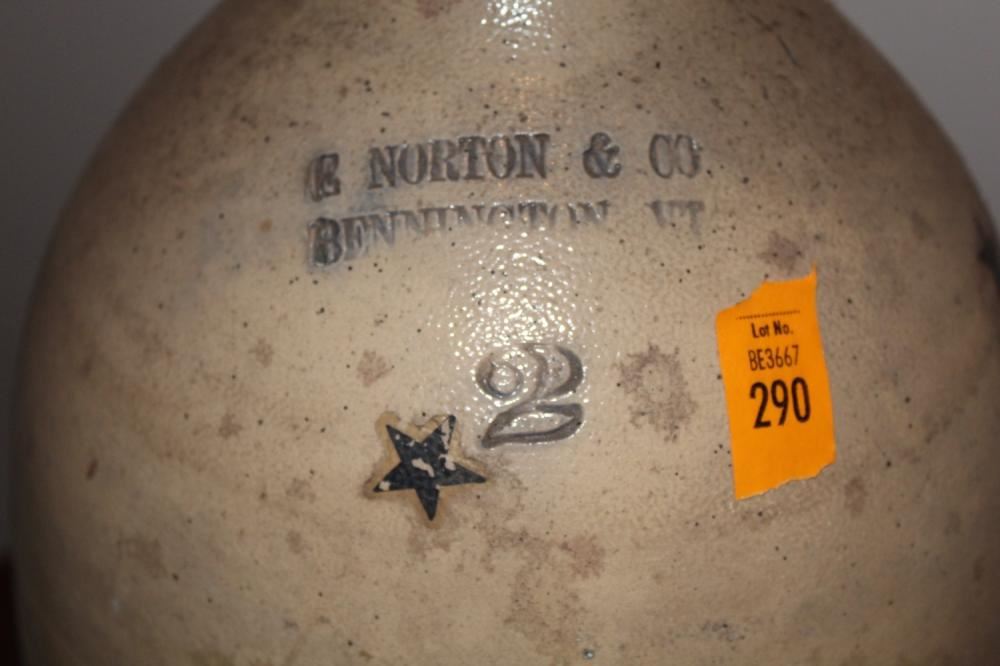 E NORTON & CO
BENNINGTON VT
2
Lot No.
BE3667
290